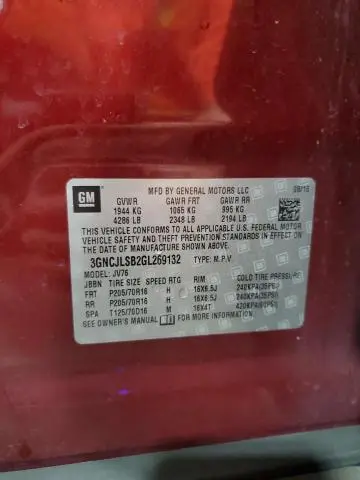 GM
MFD BY GENERAL MOTORS LLC 08/15
GVWR GAWR FRT GAWR RR
1944 KG 1065 KG 995 KG
4286 LB 2348 LB 2194 LB
THIS VEHICLE CONFORMS TO ALL APPLICABLE U.S. FEDERAL MOTOR
VEHICLE SAFETY AND THEFT PREVENTION STANDARDS IN EFFECT ON
THE DATE OF MANUFACTURE SHOWN ABOVE.
3GNCJLSB2GL269132 TYPE: M.P.V
MODEL: JV76
JBBN TIRE SIZE SPEED RTG RIM COLD TIRE PRESSURE
FRT P205/70R16 H 16X6.5J 240KPA(35PSI)
RR P205/70R16 H 16X6.5J 240KPA(35PSI)
SPA T125/70D16 M 16X4T 420KPA(60PSI)
SEE OWNER'S MANUAL FOR MORE INFORMATION.